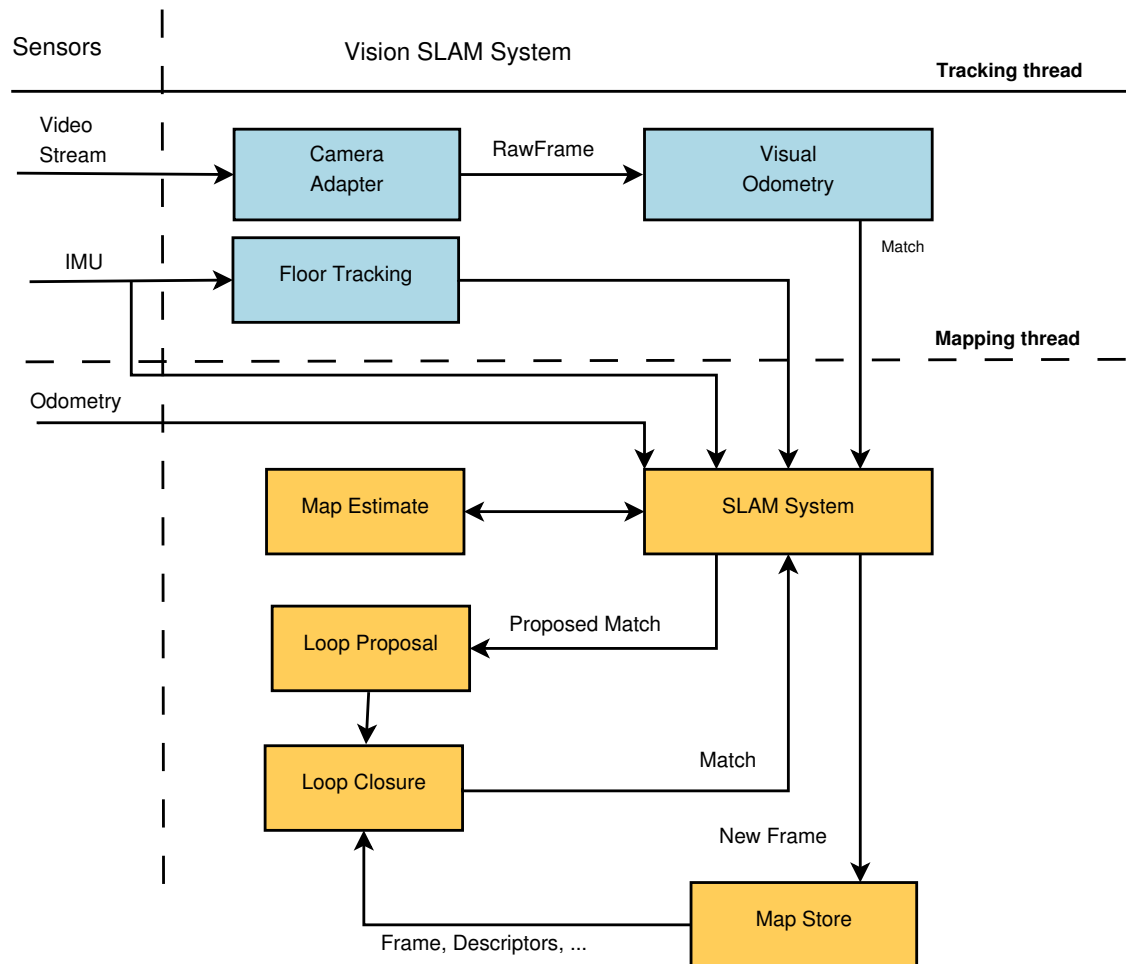 Sensors
Vision SLAM System
Tracking thread
Video
Stream
Camera
Adapter
RawFrame
Visual
Odometry
Match
IMU
Floor Tracking
Mapping thread
Odometry
Map Estimate
SLAM System
Loop Proposal
Proposed Match
Loop Closure
Match
New Frame
Map Store
Frame, Descriptors, ...